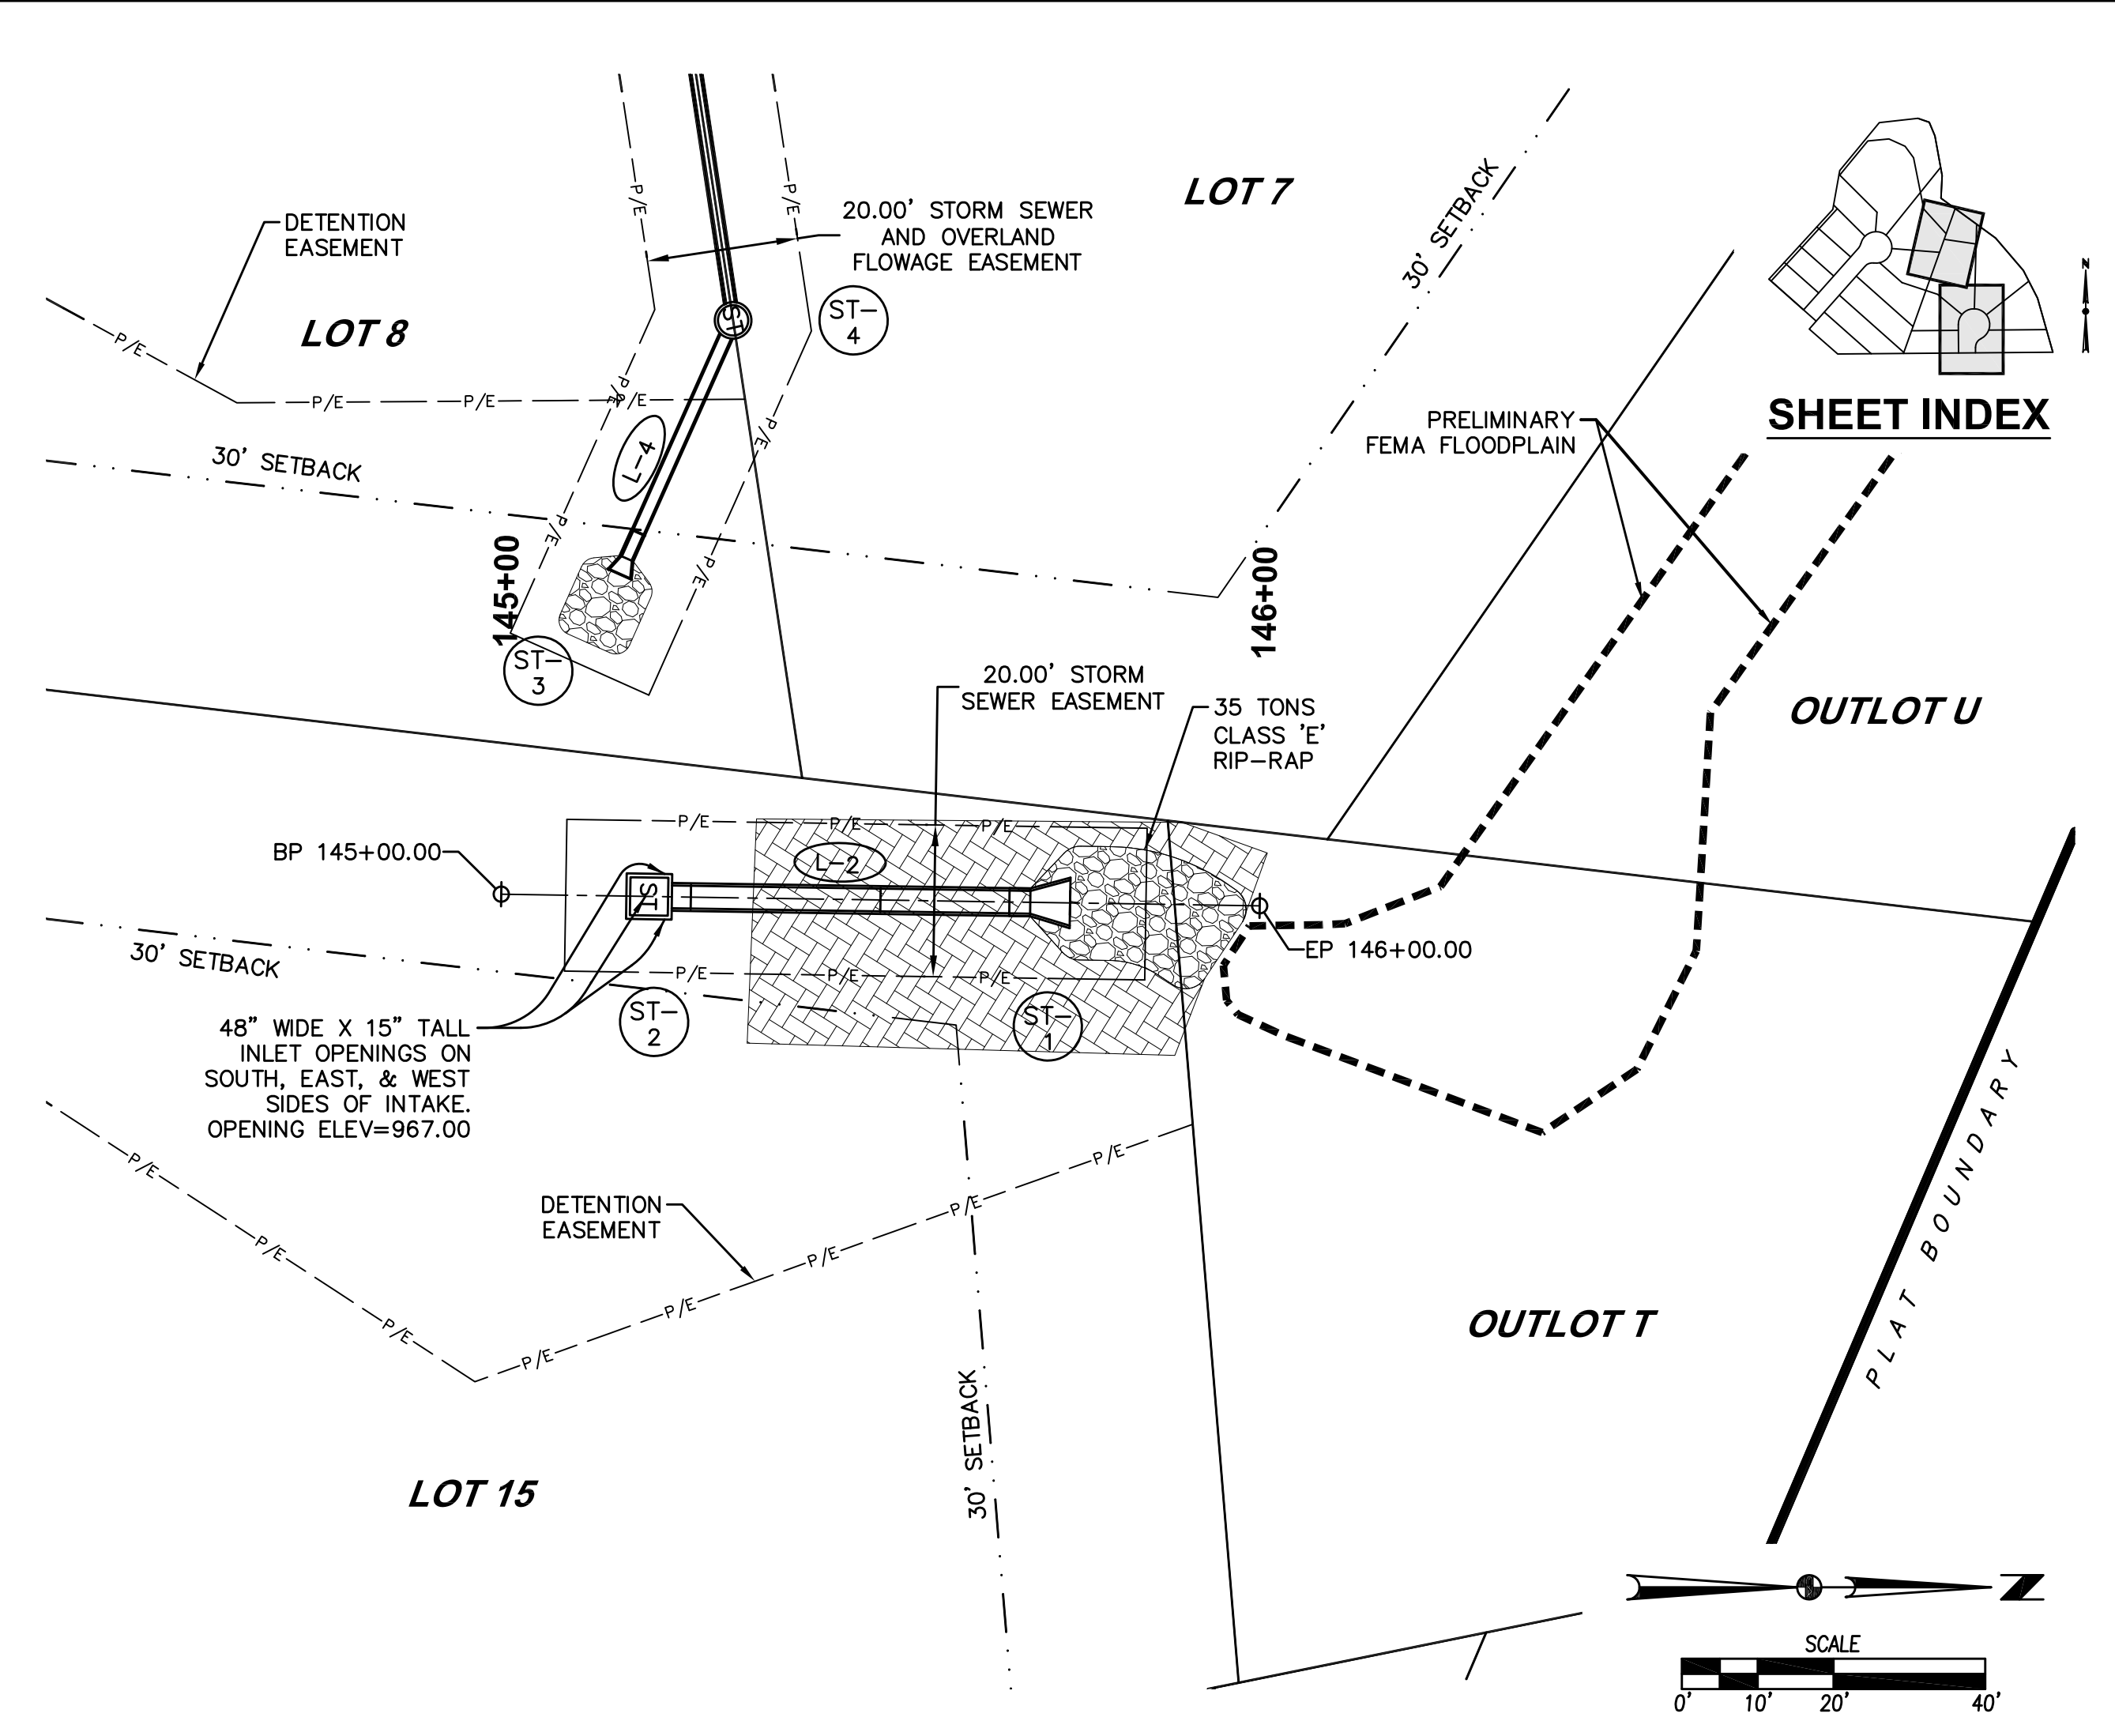 LOT 7
DETENTION
EASEMENT
20.00' STORM SEWER
AND OVERLAND
FLOWAGE EASEMENT
30' SETBACK
P/E
P/E
ST
ST-
4
N
LOT 8
P/E
P/E
P/E
P/E
P/E
P/E
L-4
30' SETBACK
P/E
P/E
PRELIMINARY
FEMA FLOODPLAIN
SHEET INDEX
145+00
146+00
ST-
3
20.00' STORM
SEWER EASEMENT
35 TONS
CLASS 'E'
RIP-RAP
OUTLOT U
P/E
P/E
P/E
BP 145+00.00
L-2
ST
EP 146+00.00
30' SETBACK
P/E
P/E
P/E
ST-
2
ST-
1
48" WIDE X 15" TALL
INLET OPENINGS ON
SOUTH, EAST, & WEST
SIDES OF INTAKE.
OPENING ELEV=967.00
P/E
P/E
P/E
DETENTION
EASEMENT
P/E
P/E
P/E
P/E
P/E
PLAT BOUNDARY
OUTLOT T
30' SETBACK
LOT 15
N
SCALE
0' 10' 20' 40'